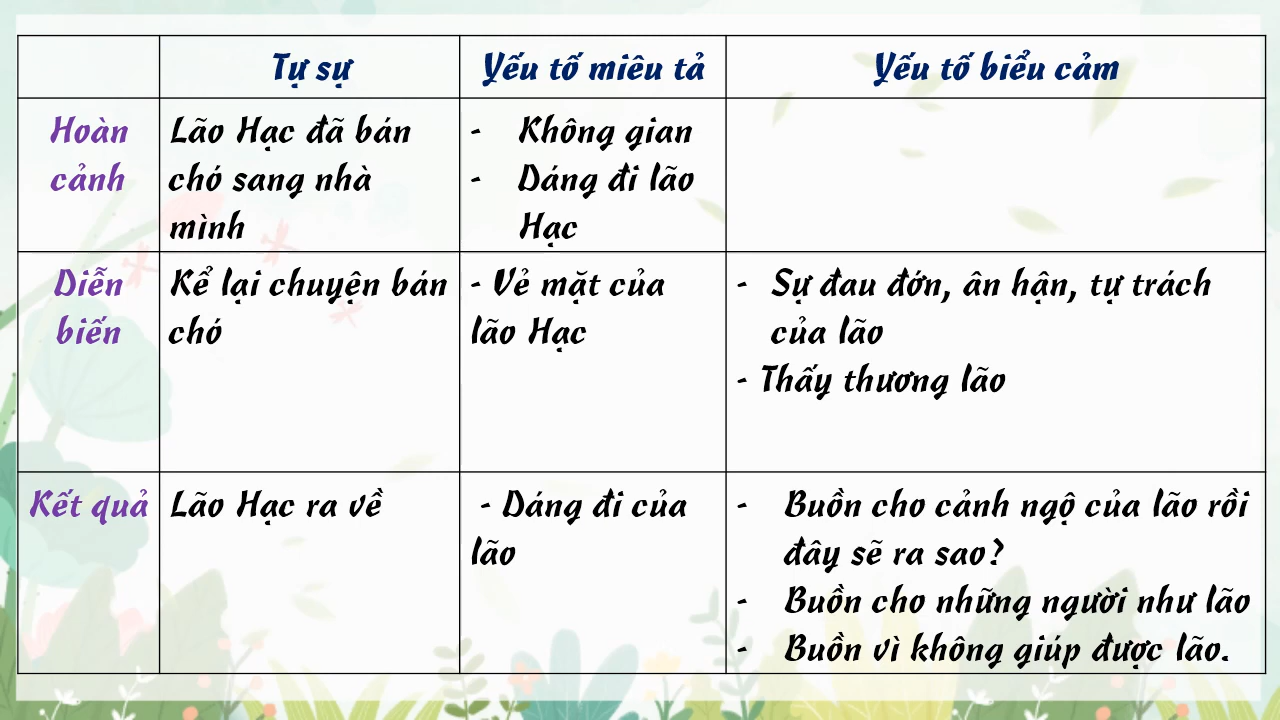 Tự sự
Yếu tố miêu tả
Yếu tố biểu cảm
Hoàn
cảnh
Lão Hạc đã bán
chó sang nhà
mình
- Không gian
- Dáng đi lão
Hạc
Diễn
biến
Kể lại chuyện bán
chó
- Vẻ mặt của
lão Hạc
- Sự đau đớn, ân hận, tự trách
của lão
- Thấy thương lão
Kết quả
Lão Hạc ra về
- Dáng đi của
lão
- Buồn cho cảnh ngộ của lão rồi
đây sẽ ra sao?
- Buồn cho những người như lão
- Buồn vì không giúp được lão.